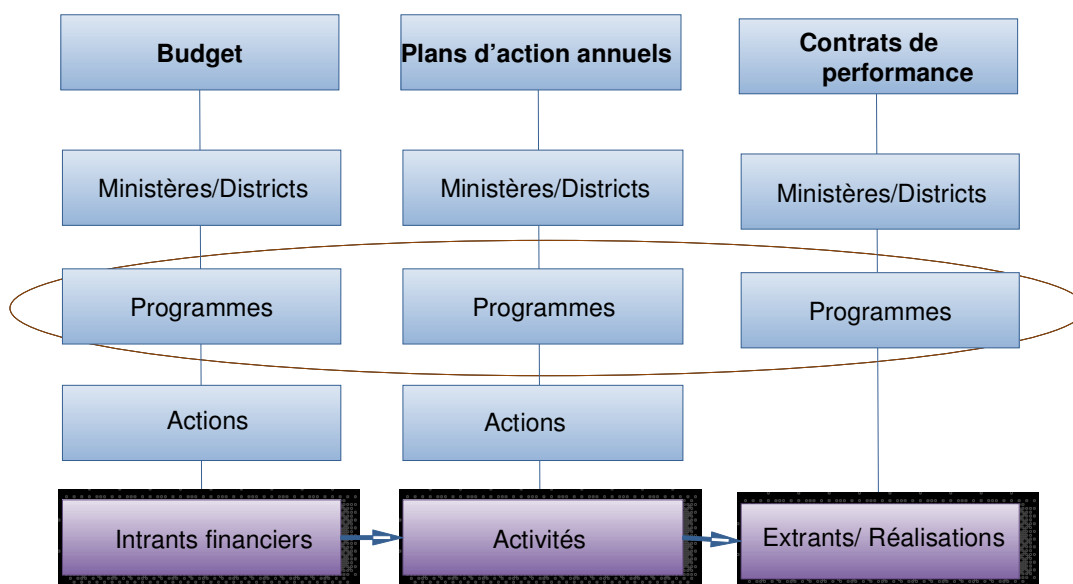 Budget
Plans d’action annuels
Contrats de
performance
Ministères/Districts
Ministères/Districts
Ministères/Districts
Programmes
Programmes
Programmes
Actions
Actions
Intrants financiers
Activités
Extrants/ Réalisations